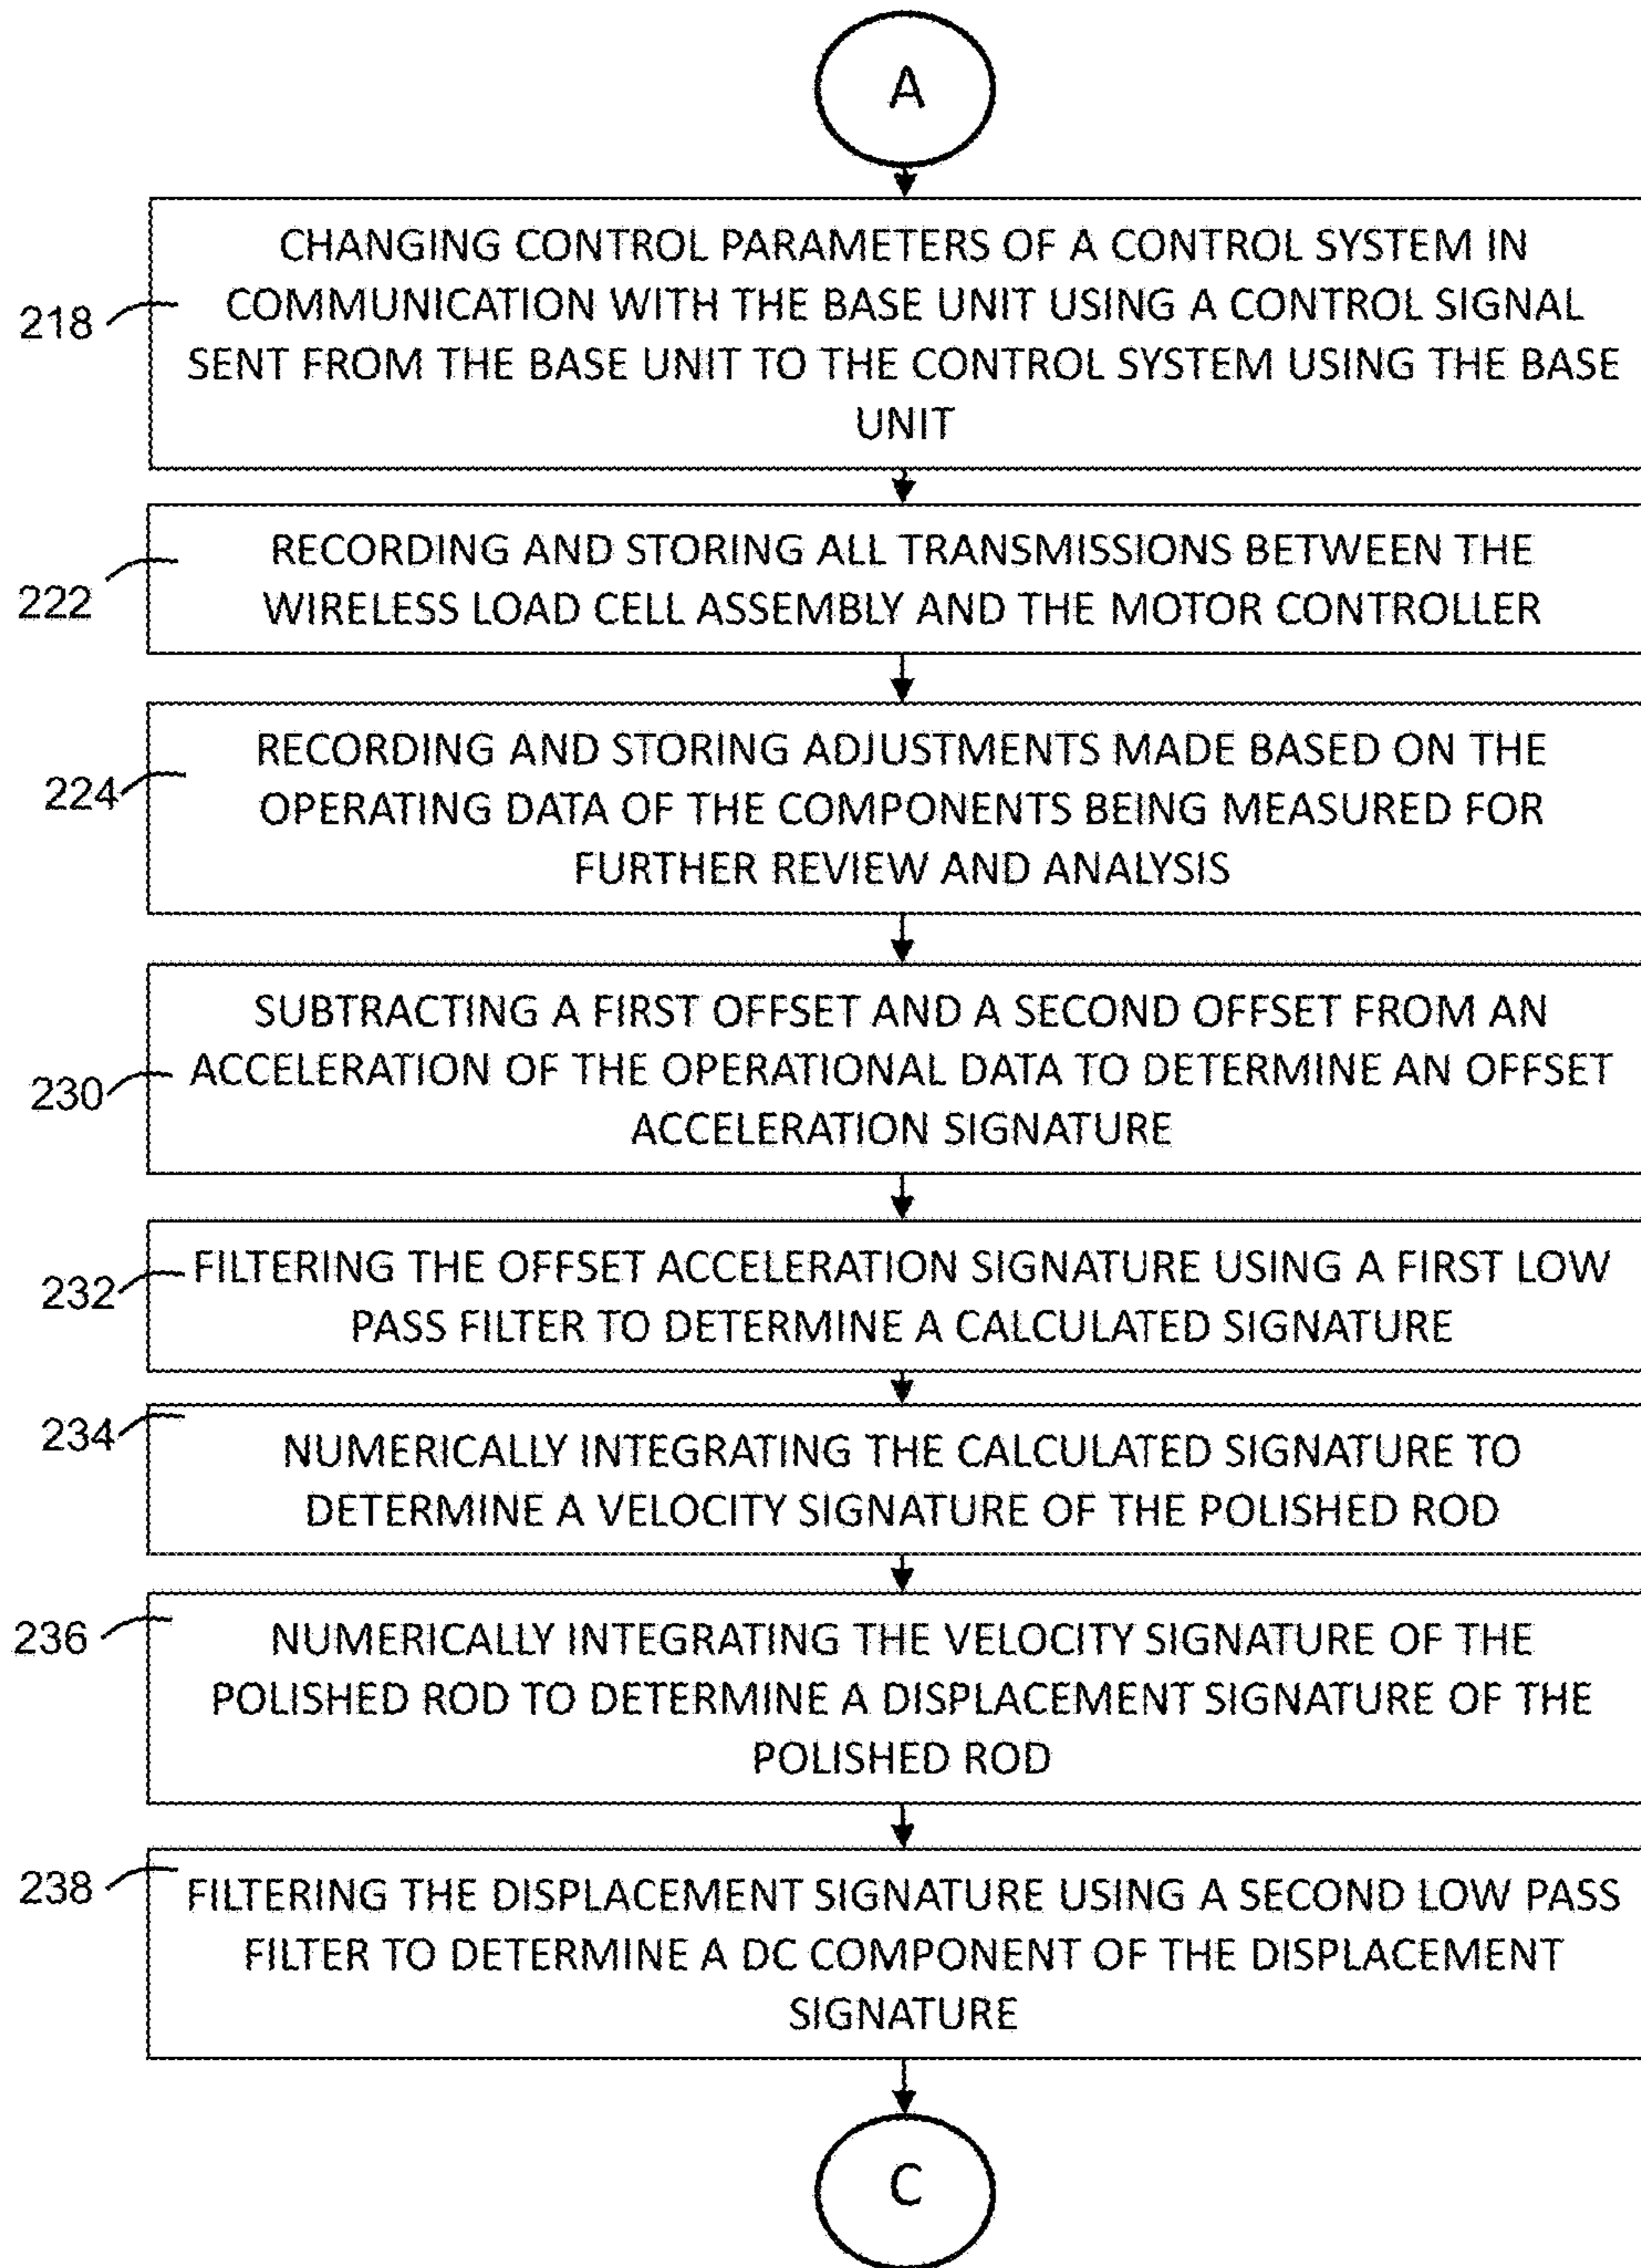 A
CHANGING CONTROL PARAMETERS OF A CONTROL SYSTEM IN
COMMUNICATION WITH THE BASE UNIT USING A CONTROL SIGNAL
SENT FROM THE BASE UNIT TO THE CONTROL SYSTEM USING THE BASE
UNIT
218
RECORDING AND STORING ALL TRANSMISSIONS BETWEEN THE
WIRELESS LOAD CELL ASSEMBLY AND THE MOTOR CONTROLLER
222
RECORDING AND STORING ADJUSTMENTS MADE BASED ON THE
OPERATING DATA OF THE COMPONENTS BEING MEASURED FOR
FURTHER REVIEW AND ANALYSIS
224
SUBTRACTING A FIRST OFFSET AND A SECOND OFFSET FROM AN
ACCELERATION OF THE OPERATIONAL DATA TO DETERMINE AN OFFSET
ACCELERATION SIGNATURE
230
FILTERING THE OFFSET ACCELERATION SIGNATURE USING A FIRST LOW
PASS FILTER TO DETERMINE A CALCULATED SIGNATURE
232
NUMERICALLY INTEGRATING THE CALCULATED SIGNATURE TO
DETERMINE A VELOCITY SIGNATURE OF THE POLISHED ROD
234
NUMERICALLY INTEGRATING THE VELOCITY SIGNATURE OF THE
POLISHED ROD TO DETERMINE A DISPLACEMENT SIGNATURE OF THE
POLISHED ROD
236
FILTERING THE DISPLACEMENT SIGNATURE USING A SECOND LOW PASS
FILTER TO DETERMINE A DC COMPONENT OF THE DISPLACEMENT
SIGNATURE
238
C